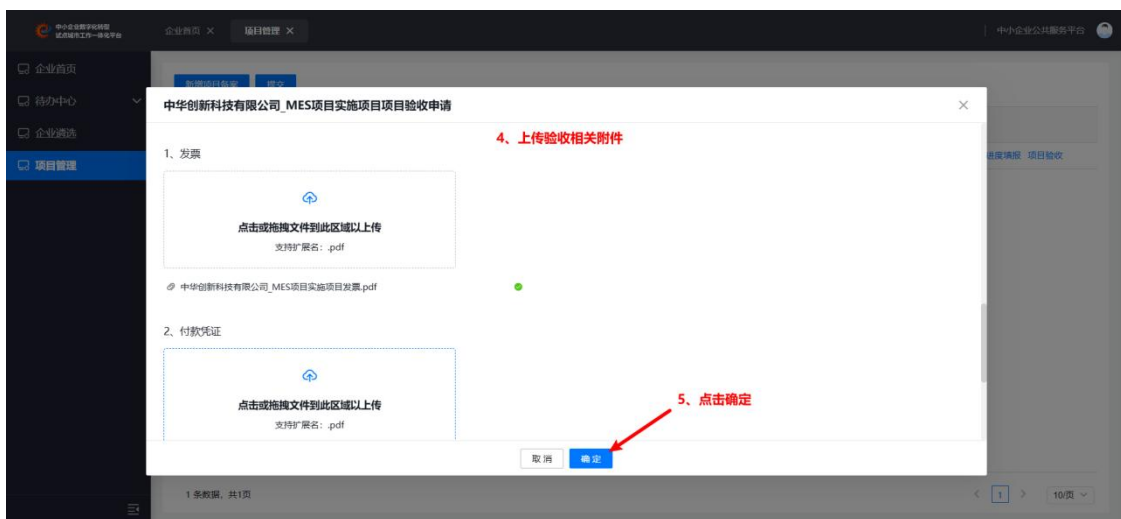 中小企业数字化转型
试点城市工作一体化平台
企业首页 ×
项目管理 ×
中小企业公共服务平台
企业首页
待办中心
企业遴选
项目管理
新增项目备案
提交
中华创新科技有限公司_MES项目实施项目项目验收申请
4、上传验收相关附件
1、发票
进度填报 项目验收
点击或拖拽文件到此区域以上传
支持扩展名：.pdf
中华创新科技有限公司_MES项目实施项目发票.pdf
2、付款凭证
点击或拖拽文件到此区域以上传
支持扩展名：.pdf
5、点击确定
取消
确定
1 条数据，共1页
< 1 >
10/页